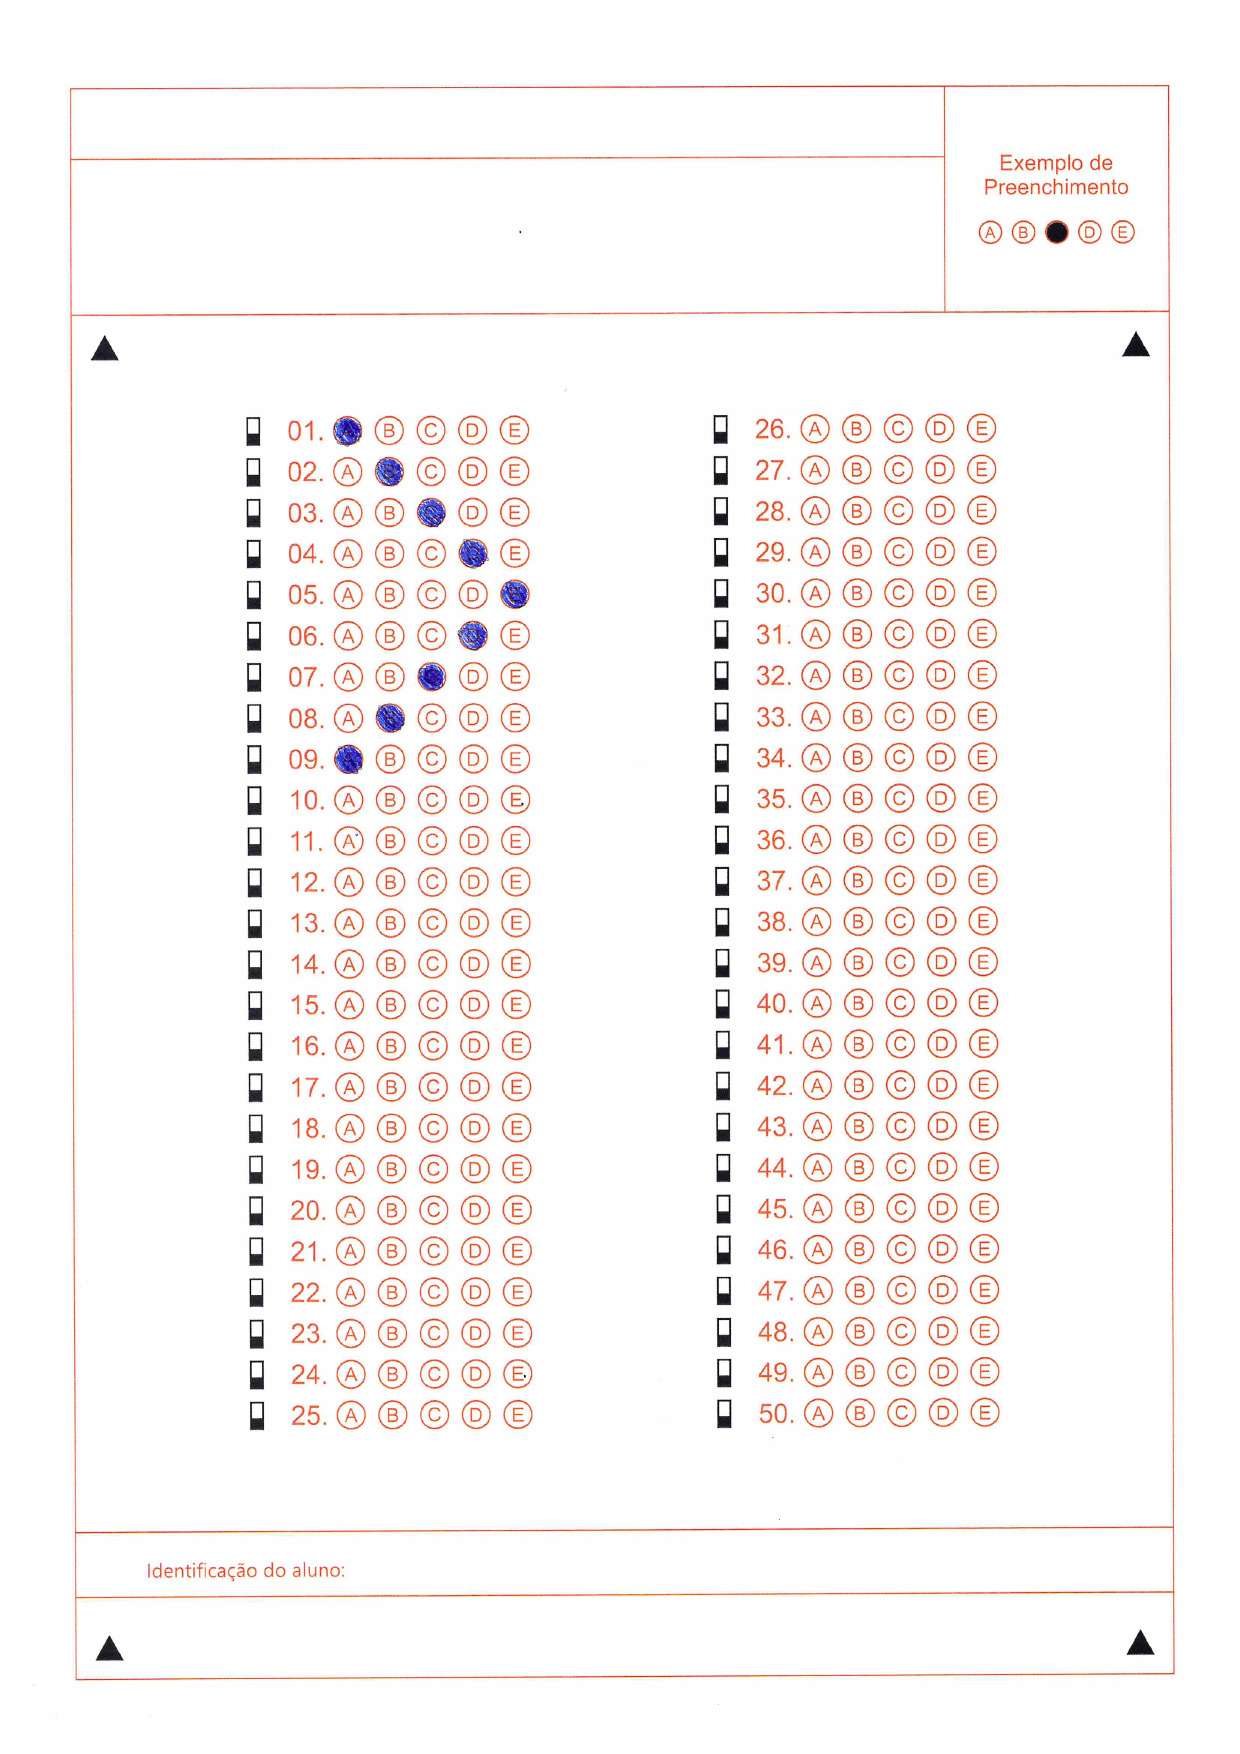 Exemplo de
Preenchimento
A B D E
01. A B C D E
02. A B C D E
03. A B C D E
04. A B C D E
05. A B C D E
06. A B C D E
07. A B C D E
08. A B C D E
09. A B C D E
10. A B C D E
11. A B C D E
12. A B C D E
13. A B C D E
14. A B C D E
15. A B C D E
16. A B C D E
17. A B C D E
18. A B C D E
19. A B C D E
20. A B C D E
21. A B C D E
22. A B C D E
23. A B C D E
24. A B C D E
25. A B C D E
26. A B C D E
27. A B C D E
28. A B C D E
29. A B C D E
30. A B C D E
31. A B C D E
32. A B C D E
33. A B C D E
34. A B C D E
35. A B C D E
36. A B C D E
37. A B C D E
38. A B C D E
39. A B C D E
40. A B C D E
41. A B C D E
42. A B C D E
43. A B C D E
44. A B C D E
45. A B C D E
46. A B C D E
47. A B C D E
48. A B C D E
49. A B C D E
50. A B C D E
Identificação do aluno: